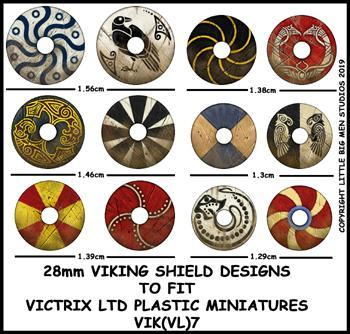 1.56cm
1.38cm
1.46cm
1.3cm
1.39cm
1.29cm
COPYRIGHT LITTLE BIG MEN STUDIOS 2019
28mm VIKING SHIELD DESIGNS
TO FIT
VICTRIX LTD PLASTIC MINIATURES
VIK(VL)7